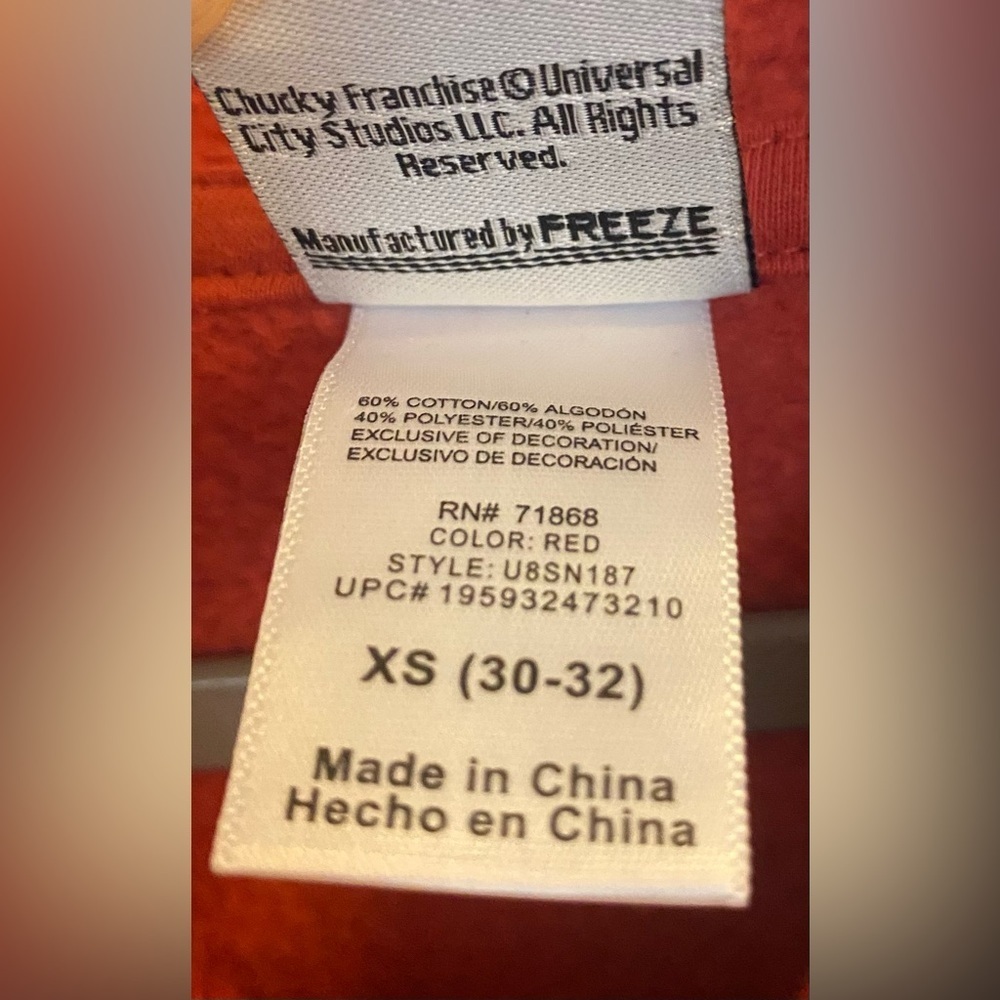 Chucky Franchise © Universal
City Studios LLC. All Rights
Reserved.
Manufactured by FREEZE
60% COTTON/60% ALGODÓN
40% POLYESTER/40% POLIÉSTER
EXCLUSIVE OF DECORATION/
EXCLUSIVO DE DECORACIÓN
RN# 71868
COLOR: RED
STYLE: U8SN187
UPC# 195932473210
XS (30-32)
Made in China
Hecho en China